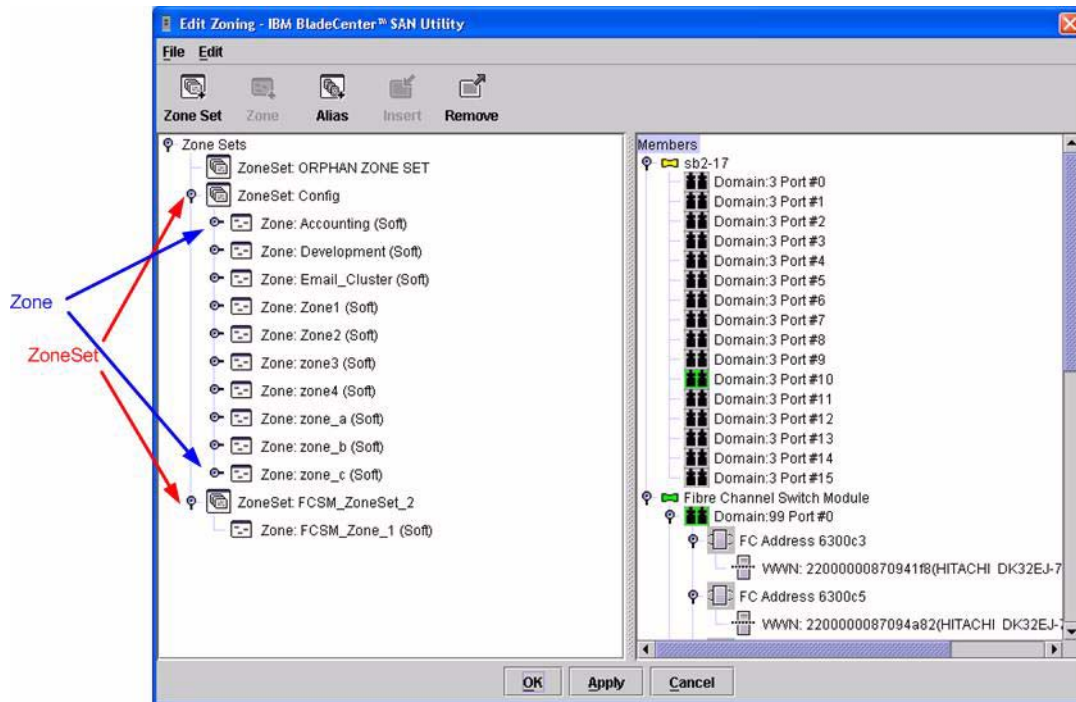 Edit Zoning - IBM BladeCenter™ SAN Utility
File Edit
Zone Set Zone Alias Insert Remove
Zone Sets
ZoneSet: ORPHAN ZONE SET
ZoneSet: Config
Zone: Accounting (Soft)
Zone: Development (Soft)
Zone: Email_Cluster (Soft)
Zone: Zone1 (Soft)
Zone: Zone2 (Soft)
Zone: zone3 (Soft)
Zone: zone4 (Soft)
Zone: zone_a (Soft)
Zone: zone_b (Soft)
Zone: zone_c (Soft)
ZoneSet: FCSM_ZoneSet_2
Zone: FCSM_Zone_1 (Soft)
Zone
ZoneSet
Members
sb2-17
Domain:3 Port #0
Domain:3 Port #1
Domain:3 Port #2
Domain:3 Port #3
Domain:3 Port #4
Domain:3 Port #5
Domain:3 Port #6
Domain:3 Port #7
Domain:3 Port #8
Domain:3 Port #9
Domain:3 Port #10
Domain:3 Port #11
Domain:3 Port #12
Domain:3 Port #13
Domain:3 Port #14
Domain:3 Port #15
Fibre Channel Switch Module
Domain:99 Port #0
FC Address 6300c3
WWN: 22000000870941f8(HITACHI DK32EJ-7
FC Address 6300c5
WWN: 2200000087094a82(HITACHI DK32EJ-7
OK Apply Cancel